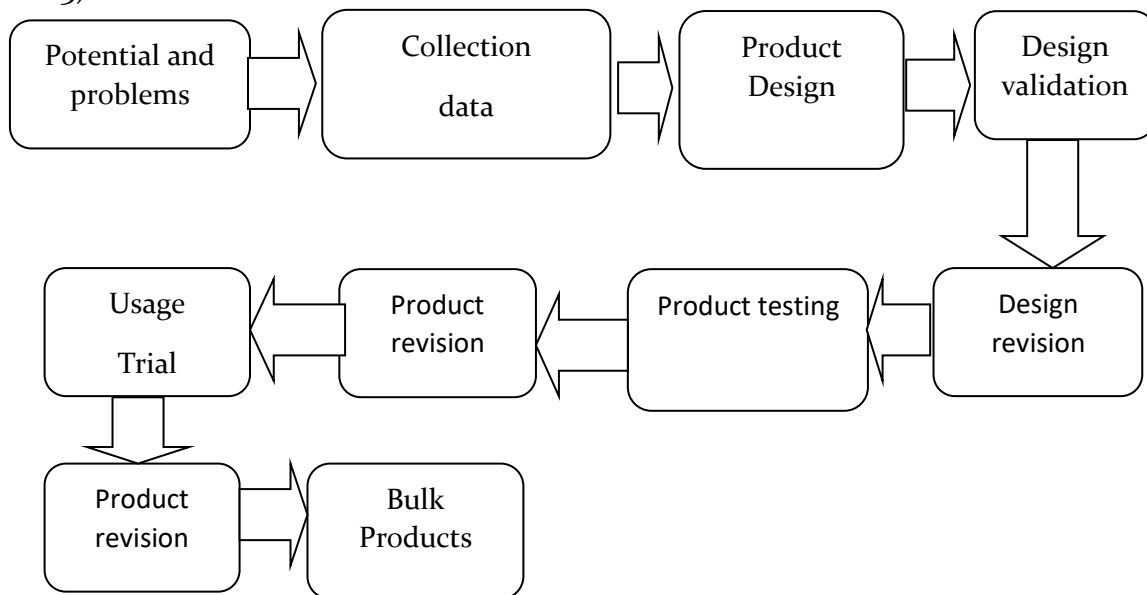 Potential and
problems
Collection
data
Product
Design
Design
validation
Design
revision
Product testing
Product
revision
Usage
Trial
Product
revision
Bulk
Products